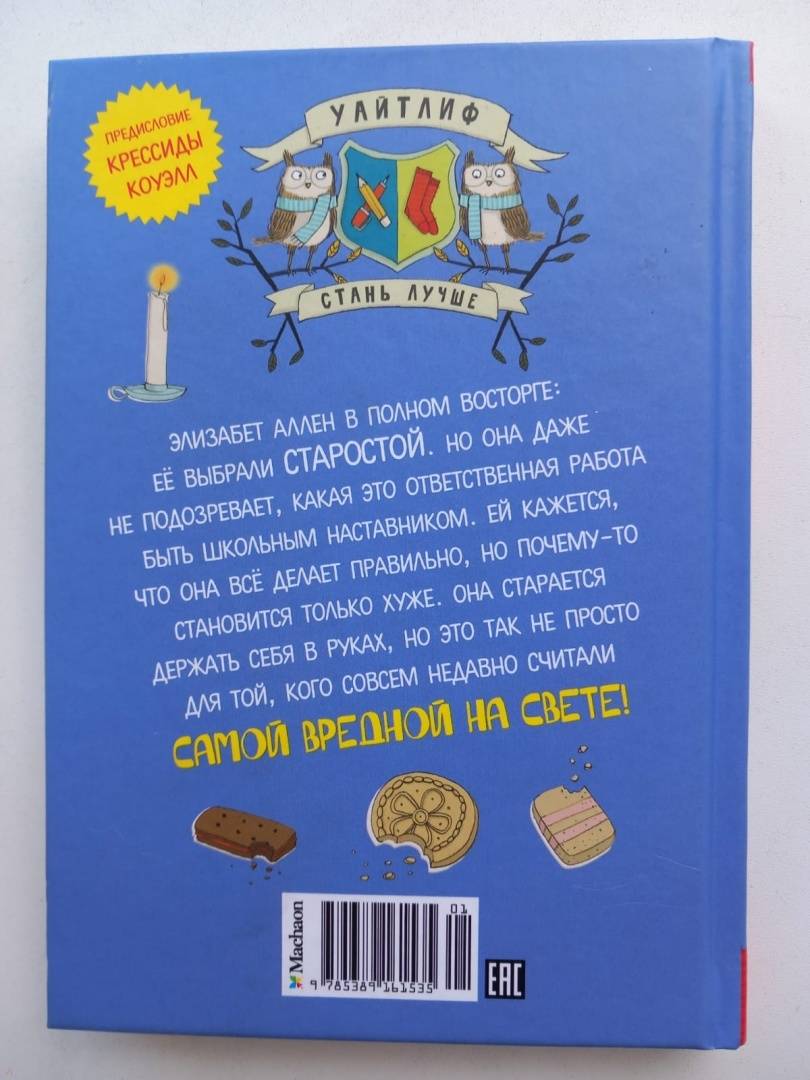 ПРЕДИСЛОВИЕ
КРЕССИДЫ
КОУЭЛЛ
УАЙТЛИФ
СТАНЬ ЛУЧШЕ
ЭЛИЗАБЕТ АЛЛЕН В ПОЛНОМ ВОСТОРГЕ:
ЕЁ ВЫБРАЛИ СТАРОСТОЙ. НО ОНА ДАЖЕ
НЕ ПОДОЗРЕВАЕТ, КАКАЯ ЭТО ОТВЕТСТВЕННАЯ РАБОТА
БЫТЬ ШКОЛЬНЫМ НАСТАВНИКОМ. ЕЙ КАЖЕТСЯ,
ЧТО ОНА ВСЁ ДЕЛАЕТ ПРАВИЛЬНО, НО ПОЧЕМУ-ТО
СТАНОВИТСЯ ТОЛЬКО ХУЖЕ. ОНА СТАРАЕТСЯ
ДЕРЖАТЬ СЕБЯ В РУКАХ, НО ЭТО ТАК НЕ ПРОСТО
ДЛЯ ТОЙ, КОГО СОВСЕМ НЕДАВНО СЧИТАЛИ
САМОЙ ВРЕДНОЙ НА СВЕТЕ!
Machaon
01
9 785389 161535
EAC